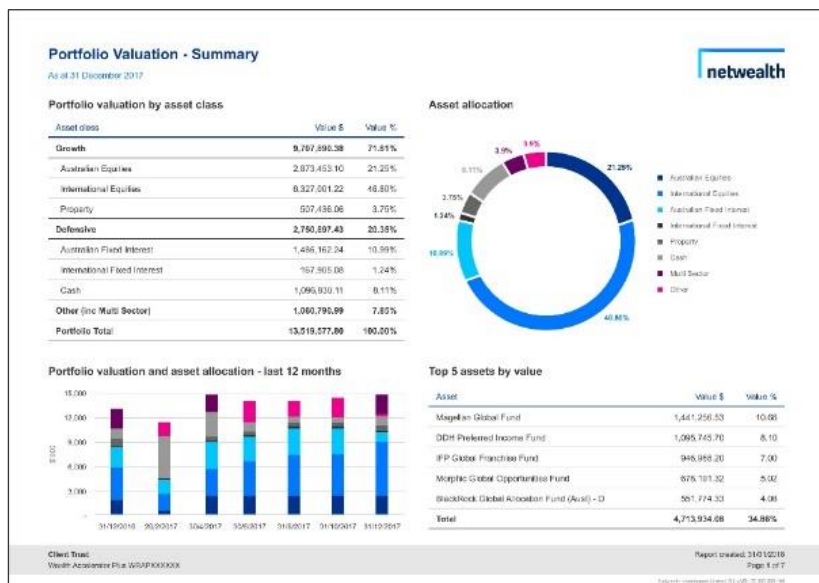 Portfolio Valuation - Summary
As at 31 December 2017
netwealth
Portfolio valuation by asset class
Asset class Value $ Value %
Growth 9,707,890.38 71.81%
Australian Equities 2,873,453.10 21.25%
International Equities 6,327,001.22 46.80%
Property 507,436.06 3.75%
Defensive 2,750,897.43 20.35%
Australian Fixed Interest 1,486,162.24 10.99%
International Fixed Interest 167,905.08 1.24%
Cash 1,096,830.11 8.11%
Other (inc Multi Sector) 1,060,790.99 7.85%
Portfolio Total 13,519,577.80 100.00%
Asset allocation
3.9%
3.9%
8.11%
3.75%
1.24%
10.99%
21.25%
46.80%
Australian Equities
International Equities
Australian Fixed Interest
International Fixed Interest
Property
Cash
Multi Sector
Other
Portfolio valuation and asset allocation - last 12 months
15,000
12,000
9,000
6,000
3,000
31/12/2016 28/2/2017 30/4/2017 30/6/2017 31/8/2017 31/10/2017 31/12/2017
Top 5 assets by value
Asset Value $ Value %
Magellan Global Fund 1,441,256.53 10.66
DDH Preferred Income Fund 1,095,745.70 8.10
IFP Global Franchise Fund 946,966.20 7.00
Morphic Global Opportunities Fund 678,191.32 5.02
BlackRock Global Allocation Fund (Aust) - D 551,774.33 4.08
Total 4,713,934.08 34.86%
Client Trust
Wealth Accelerator Plus WRAPXXXXXX
Report created: 31/01/2018
Page 1 of 7